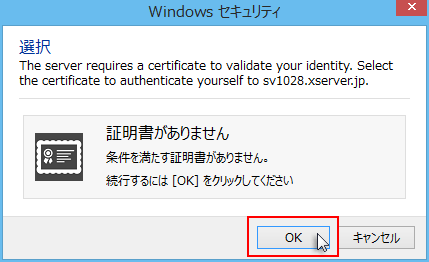 Windows セキュリティ
選択
The server requires a certificate to validate your identity. Select
the certificate to authenticate yourself to sv1028.xserver.jp.
証明書がありません
条件を満たす証明書がありません。
続行するには [OK] をクリックしてください
OK
キャンセル